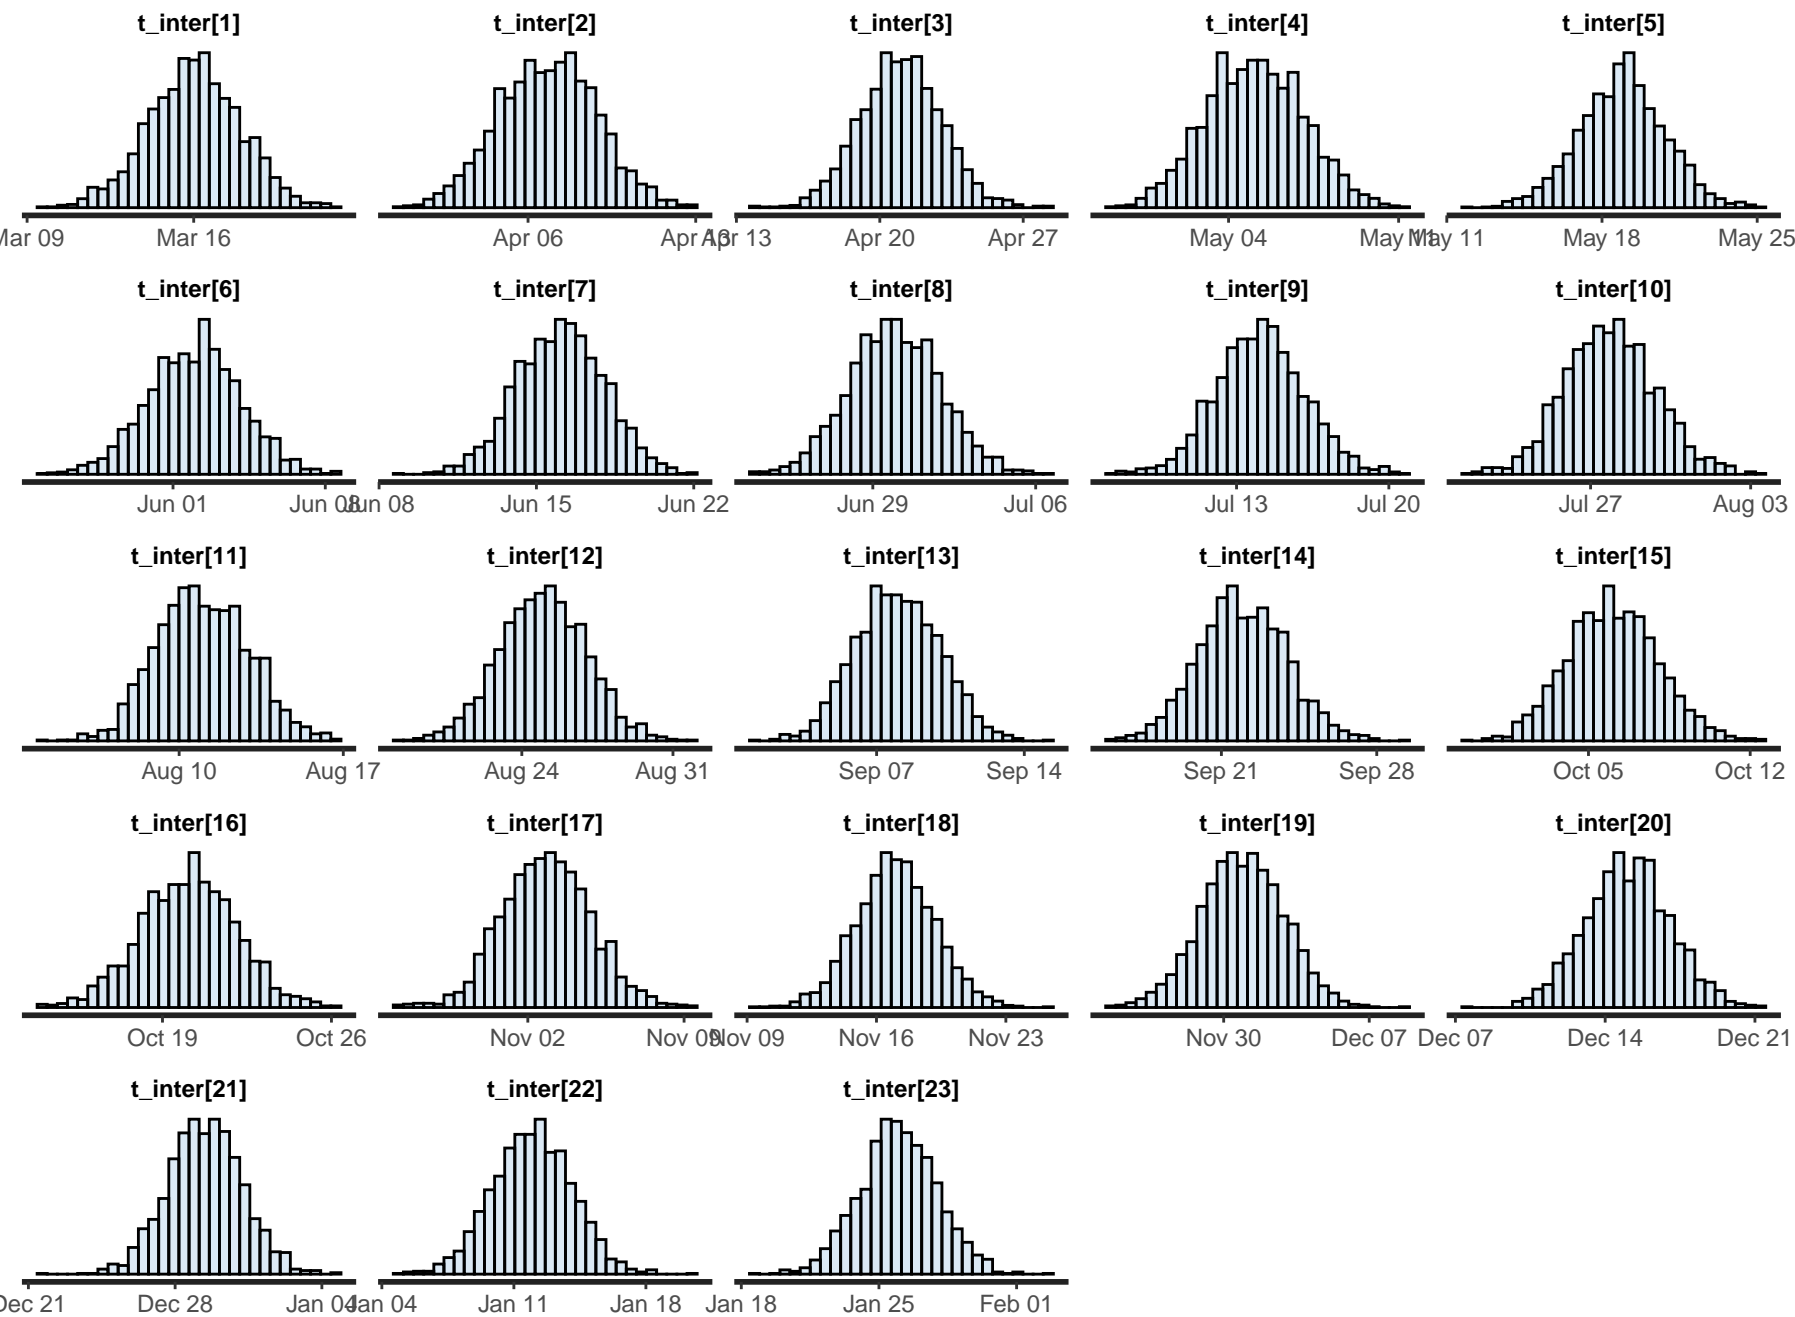 t_inter[1] t_inter[2] t_inter[3] t_inter[4] t_inter[5]
Mar 09 Mar 16 Apr 06 Apr 13 Apr 13 Apr 20 Apr 27 May 04 May 11 May 11 May 18 May 25
t_inter[6] t_inter[7] t_inter[8] t_inter[9] t_inter[10]
Jun 01 Jun 08 Jun 08 Jun 15 Jun 22 Jun 29 Jul 06 Jul 13 Jul 20 Jul 27 Aug 03
t_inter[11] t_inter[12] t_inter[13] t_inter[14] t_inter[15]
Aug 10 Aug 17 Aug 24 Aug 31 Sep 07 Sep 14 Sep 21 Sep 28 Oct 05 Oct 12
t_inter[16] t_inter[17] t_inter[18] t_inter[19] t_inter[20]
Oct 19 Oct 26 Nov 02 Nov 09 Nov 09 Nov 16 Nov 23 Nov 30 Dec 07 Dec 07 Dec 14 Dec 21
t_inter[21] t_inter[22] t_inter[23]
Dec 21 Dec 28 Jan 04 Jan 04 Jan 11 Jan 18 Jan 18 Jan 25 Feb 01